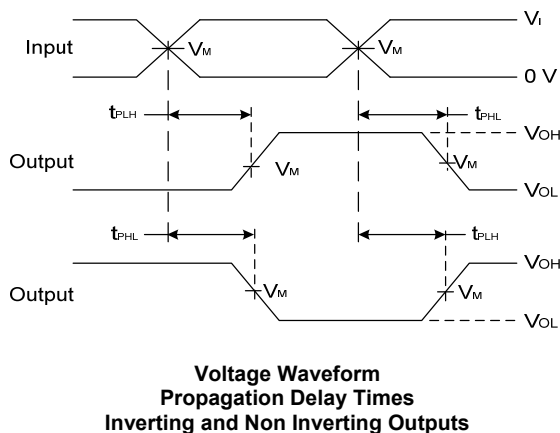 VI
Input
VM
VM
0 V
tPLH
tPHL
VOH
Output
VM
VM
VOL
tPHL
tPLH
VOH
Output
VM
VM
VOL
Voltage Waveform
Propagation Delay Times
Inverting and Non Inverting Outputs